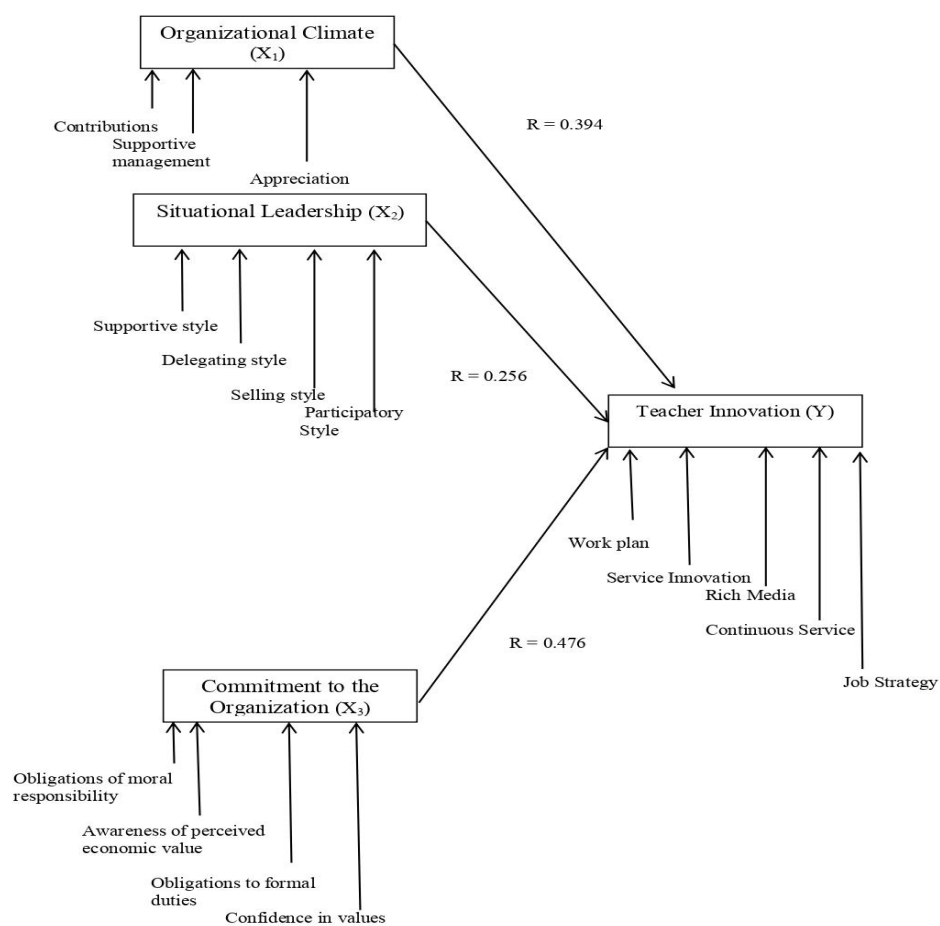 Organizational Climate
(X₁)
R = 0.394
Contributions
Supportive
management
Appreciation
Situational Leadership (X₂)
Supportive style
Delegating style
Selling style
Participatory
Style
R = 0.256
Teacher Innovation (Y)
Work plan
Service Innovation
Rich Media
Continuous Service
Job Strategy
R = 0.476
Commitment to the
Organization (X₃)
Obligations of moral
responsibility
Awareness of perceived
economic value
Obligations to formal
duties
Confidence in values